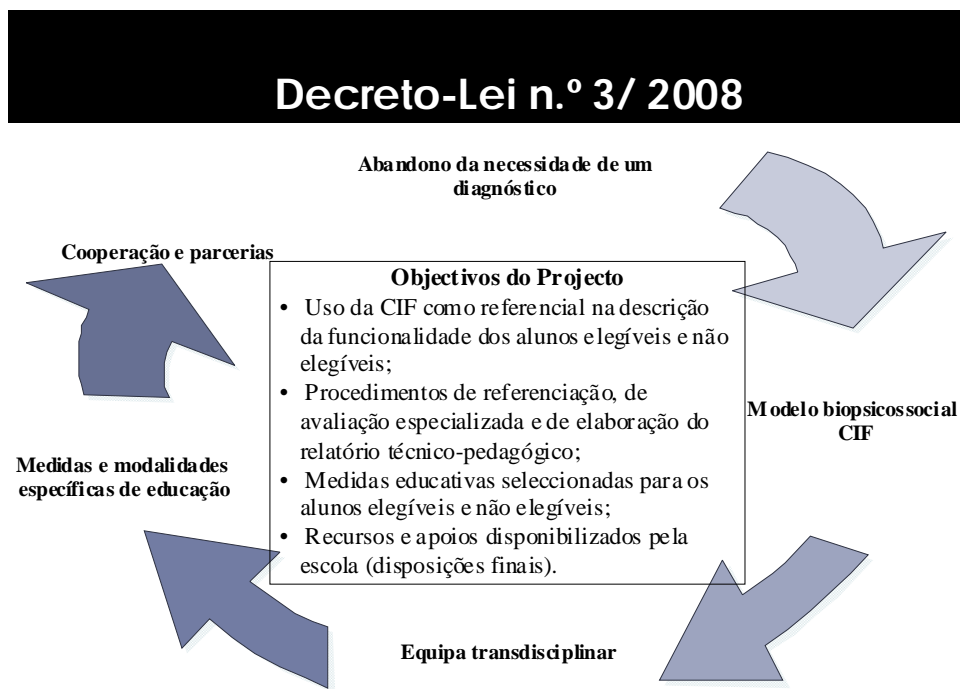 Decreto-Lei n.º 3/ 2008
Abandono da necessidade de um
diagnóstico
Cooperação e parcerias
Objectivos do Projecto
• Uso da CIF como referencial na descrição
da funcionalidade dos alunos elegíveis e não
elegíveis;
• Procedimentos de referenciação, de
avaliação especializada e de elaboração do
relatório técnico-pedagógico;
• Medidas educativas seleccionadas para os
alunos elegíveis e não elegíveis;
• Recursos e apoios disponibilizados pela
escola (disposições finais).
Modelo biopsicossocial
CIF
Medidas e modalidades
específicas de educação
Equipa transdisciplinar